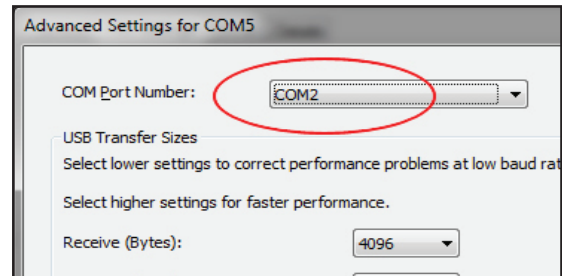 Advanced Settings for COM5
COM Port Number: COM2
USB Transfer Sizes
Select lower settings to correct performance problems at low baud rat
Select higher settings for faster performance.
Receive (Bytes): 4096